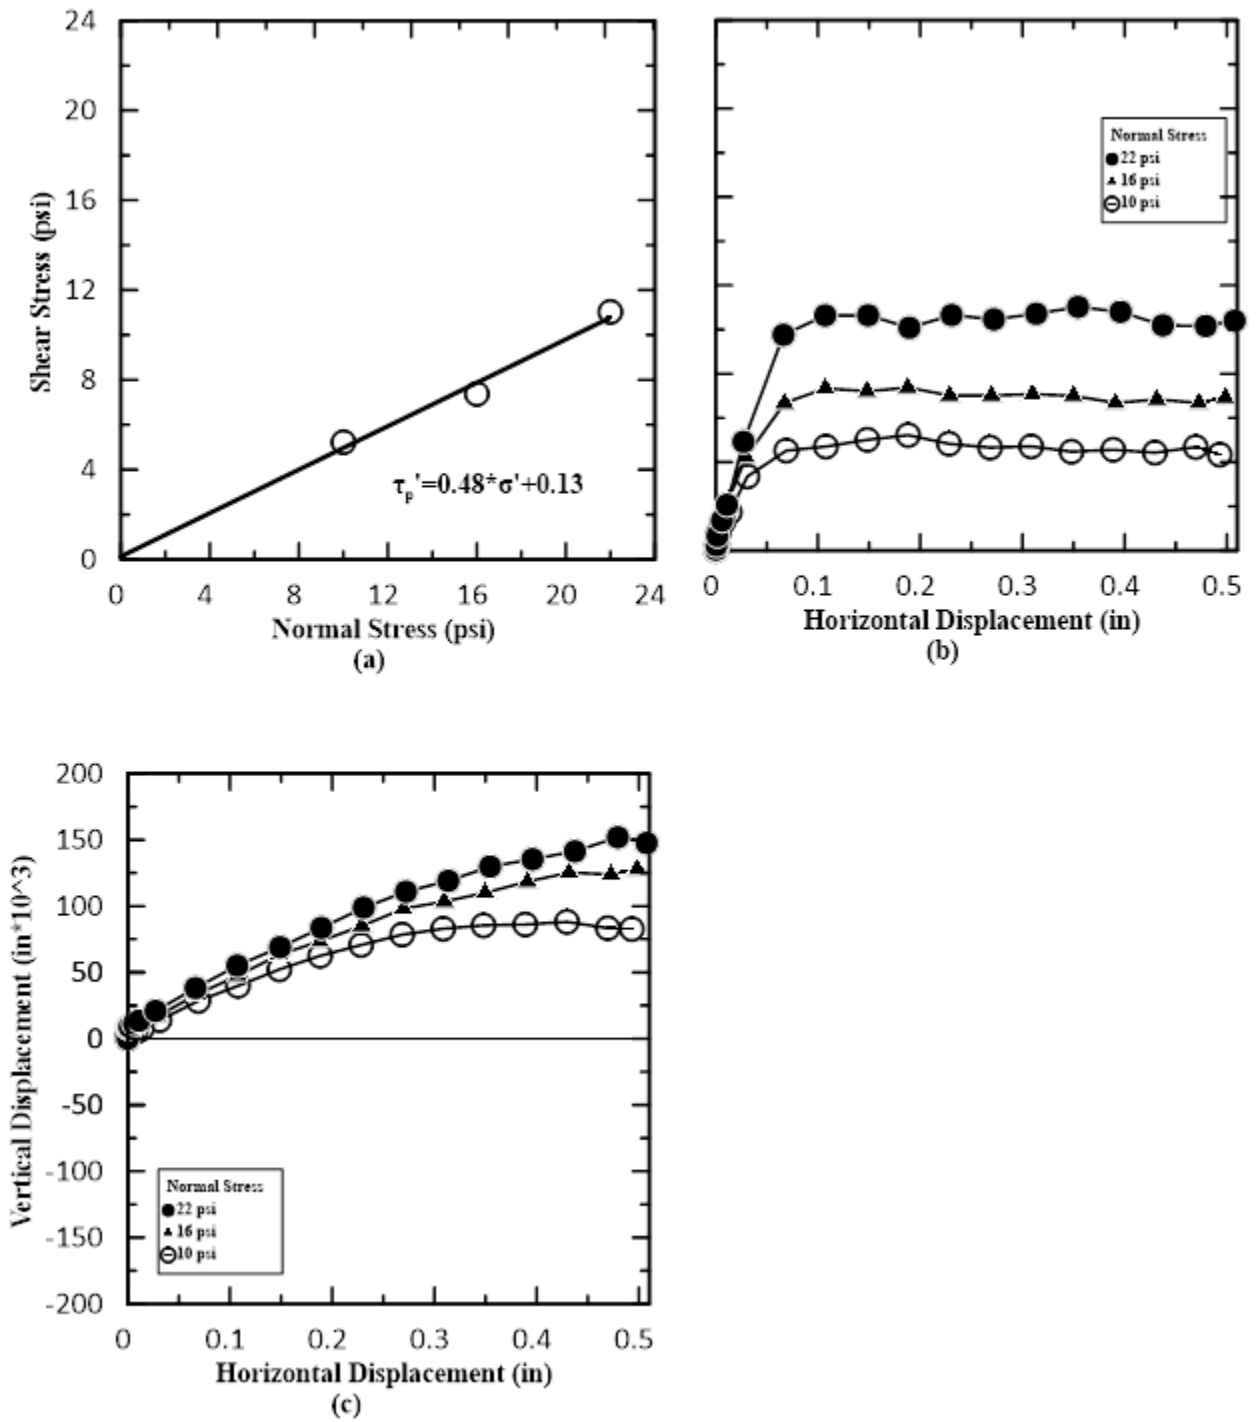 24
20
16
12
8
4
0
Shear Stress (psi)
τp'=0.48*σ'+0.13
0 4 8 12 16 20 24
Normal Stress (psi)
(a)
Normal Stress
22 psi
16 psi
10 psi
0 0.1 0.2 0.3 0.4 0.5
Horizontal Displacement (in)
(b)
200
150
100
50
0
-50
-100
-150
-200
Vertical Displacement (in*10^3)
Normal Stress
22 psi
16 psi
10 psi
0 0.1 0.2 0.3 0.4 0.5
Horizontal Displacement (in)
(c)